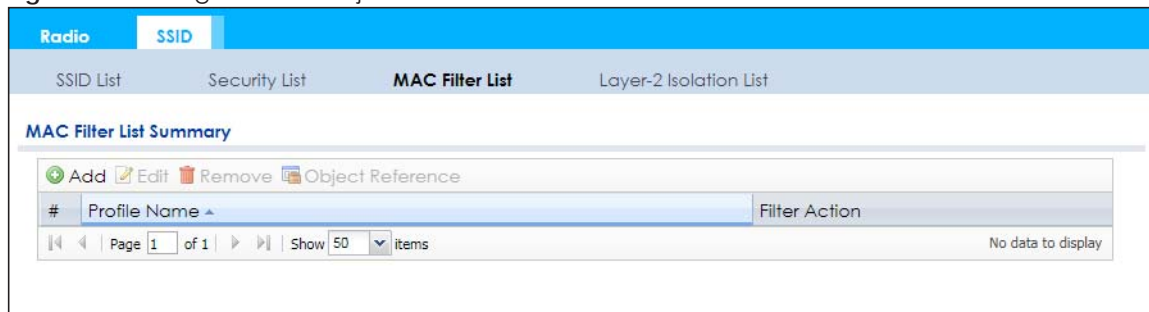 Radio SSID
SSID List Security List MAC Filter List Layer-2 Isolation List
MAC Filter List Summary
Add Edit Remove Object Reference
# Profile Name Filter Action
Page 1 of 1 Show 50 items No data to display